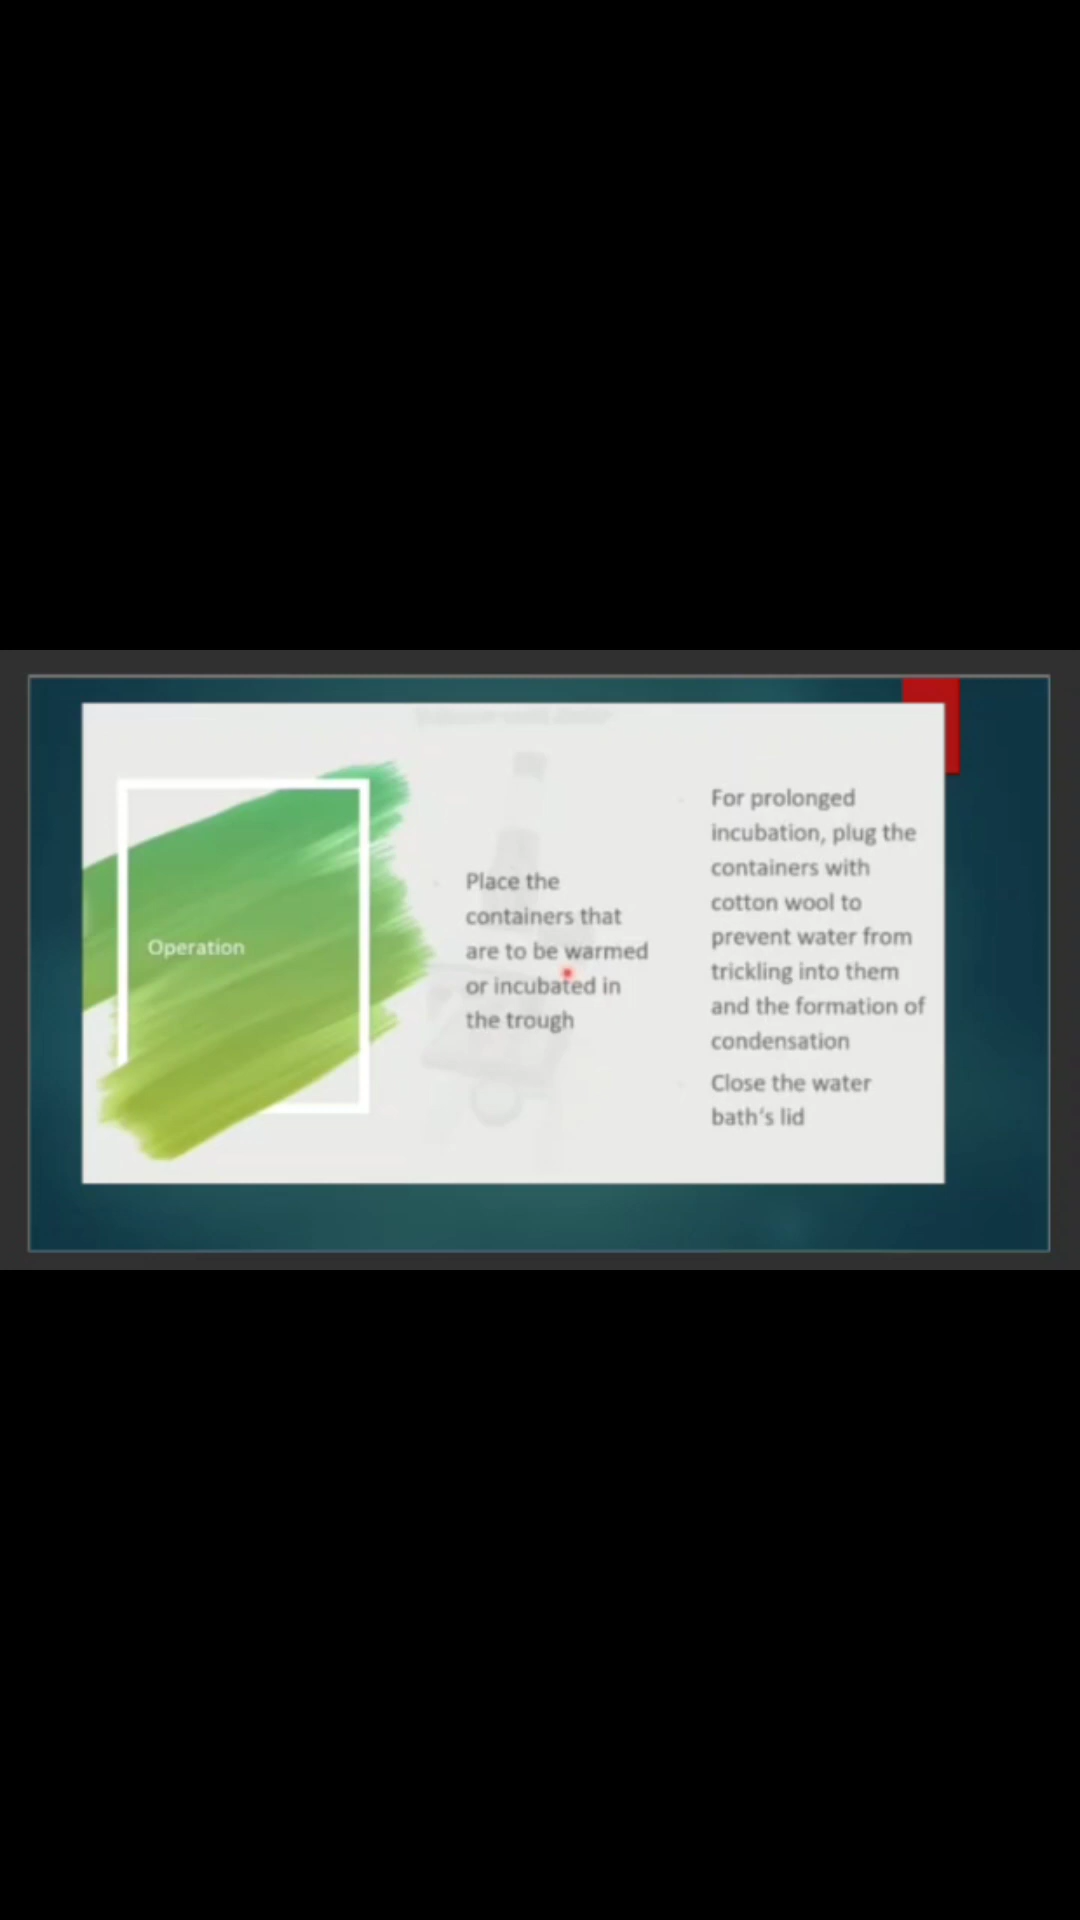 Operation
Place the
containers that
are to be warmed
or incubated in
the trough
For prolonged
incubation, plug the
containers with
cotton wool to
prevent water from
trickling into them
and the formation of
condensation
Close the water
bath's lid